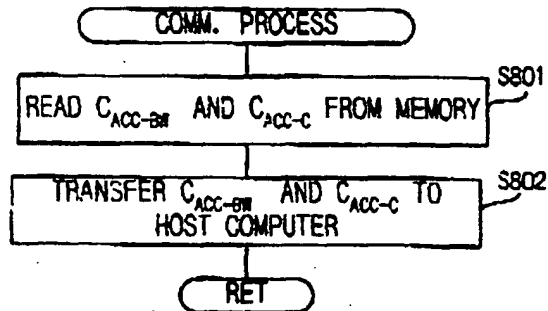 COMM. PROCESS
S801
READ C_ACC-BW AND C_ACC-C FROM MEMORY
S802
TRANSFER C_ACC-BW AND C_ACC-C TO
HOST COMPUTER
RET